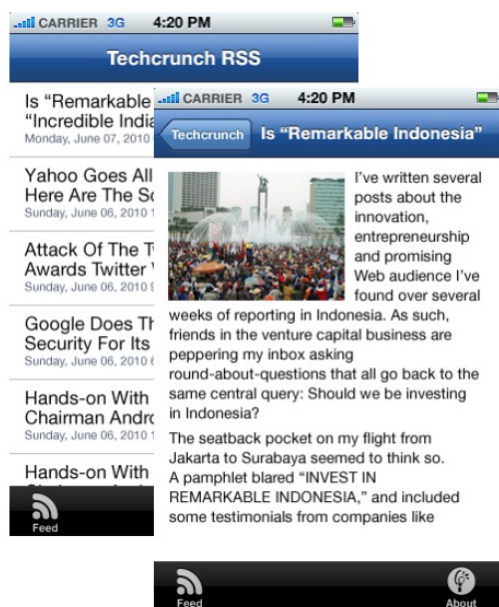 CARRIER 3G 4:20 PM
Techcrunch RSS
Is "Remarkable
"Incredible India
Monday, June 07, 2010
Yahoo Goes All
Here Are The
Sunday, June 06, 2010 1
Attack Of The
Awards Twitter
Sunday, June 06, 2010 9
Google Does
Security For Its
Sunday, June 06, 2010 6
Hands-on With
Chairman
Sunday, June 06, 2010 1
Hands-on With
Feed
CARRIER 3G 4:20 PM
Techcrunch Is "Remarkable Indonesia"
I've written several
posts about the
innovation,
entrepreneurship
and promising
Web audience I've
found over several
weeks of reporting in Indonesia. As such,
friends in the venture capital business are
peppering my inbox asking
round-about-questions that all go back to the
same central query: Should we be investing
in Indonesia?
The seatback pocket on my flight from
Jakarta to Surabaya seemed to think so.
A pamphlet blared "INVEST IN
REMARKABLE INDONESIA," and included
some testimonials from companies like
Feed About